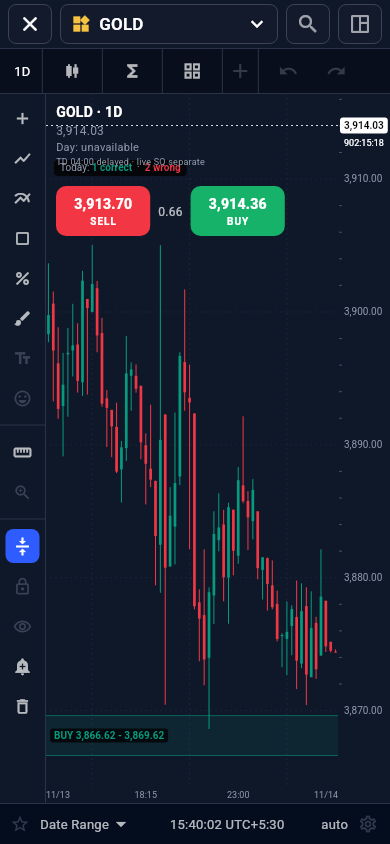 GOLD
1D
Σ
GOLD · 1D
3,914.03
Day: unavailable
TD 04:00 delayed · live SO separate
Today: 1 correct · 2 wrong
3,913.70
SELL
0.66
3,914.36
BUY
3,914.03
902:15:18
3,910.00
3,900.00
3,890.00
3,880.00
3,870.00
Tт
BUY 3,866.62 - 3,869.62
11/13
18:15
23:00
11/14
Date Range
15:40:02 UTC+5:30
auto